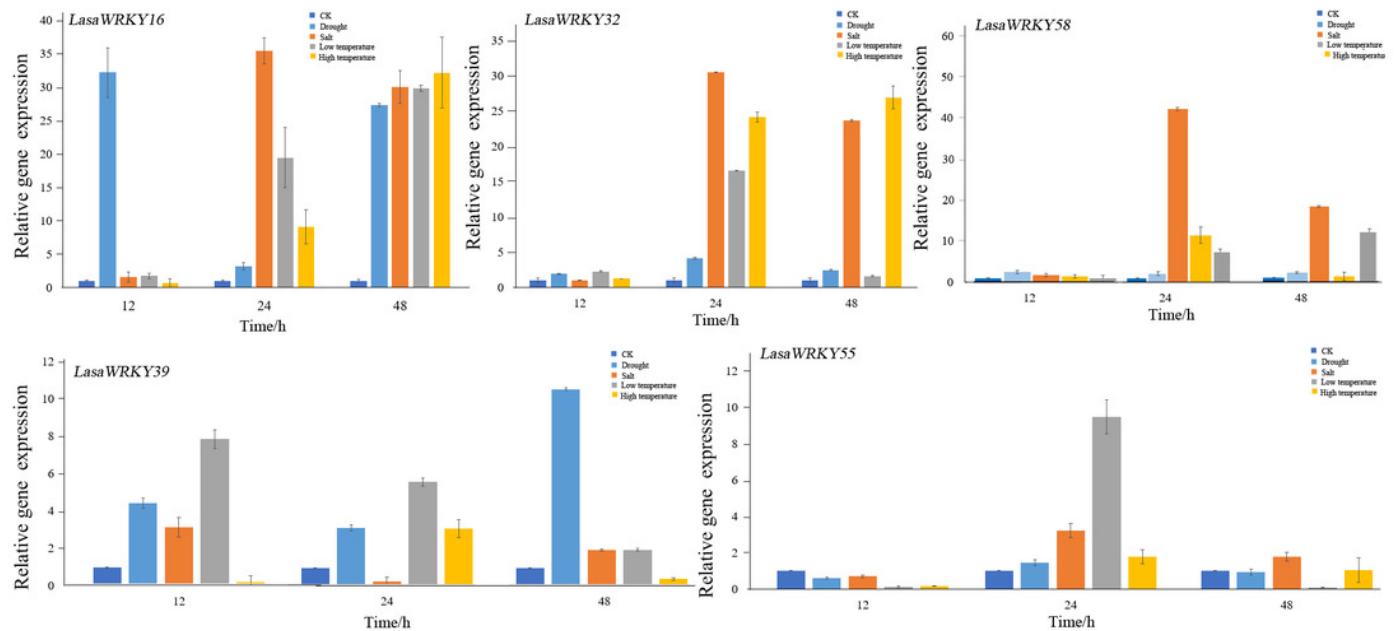 LasaWRKY16
CK
Drought
Salt
Low temperature
High temperature
Relative gene expression
40
35
30
25
20
15
10
5
0
12
24
48
Time/h
LasaWRKY32
CK
Drought
Salt
Low temperature
High temperature
Relative gene expression
35
30
25
20
15
10
5
0
12
24
48
Time/h
LasaWRKY58
CK
Drought
Salt
Low temperature
High temperatu
Relative gene expression
60
50
40
30
20
10
0
12
24
48
Time/h
LasaWRKY39
CK
Drought
Salt
Low temperature
High temperature
Relative gene expression
12
10
8
6
4
2
0
12
24
48
Time/h
LasaWRKY55
CK
Drought
Salt
Low temperature
High temperature
Relative gene expression
12
10
8
6
4
2
0
12
24
48
Time/h